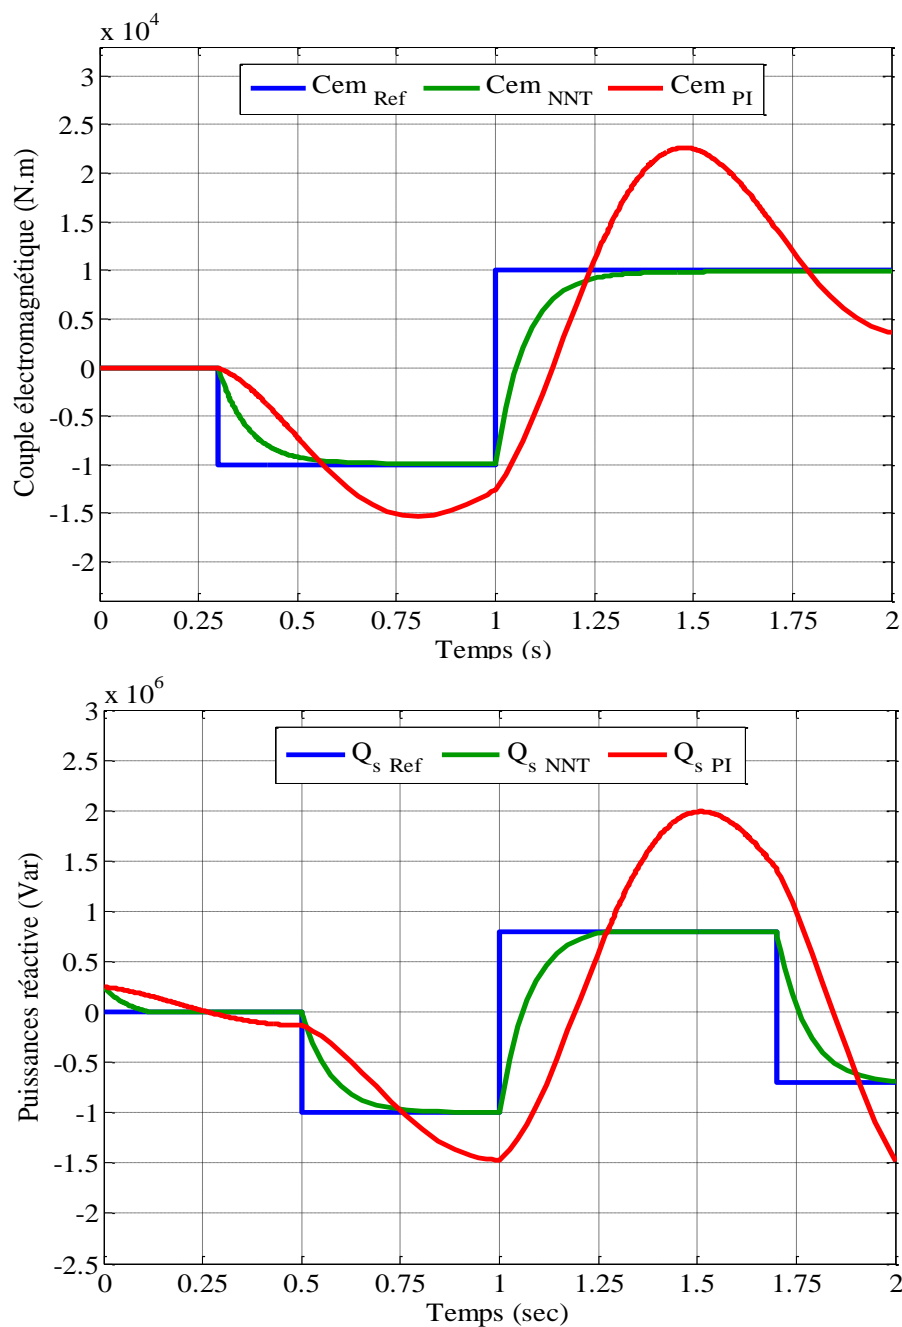 x 10^4
Cem Ref Cem NNT Cem PI
Couple électromagnétique (N.m)
3
2.5
2
1.5
1
0.5
0
-0.5
-1
-1.5
-2
0 0.25 0.5 0.75 1 1.25 1.5 1.75 2
Temps (s)
x 10^6
Q_s Ref Q_s NNT Q_s PI
Puissances réactive (Var)
3
2.5
2
1.5
1
0.5
0
-0.5
-1
-1.5
-2
-2.5
0 0.25 0.5 0.75 1 1.25 1.5 1.75 2
Temps (sec)